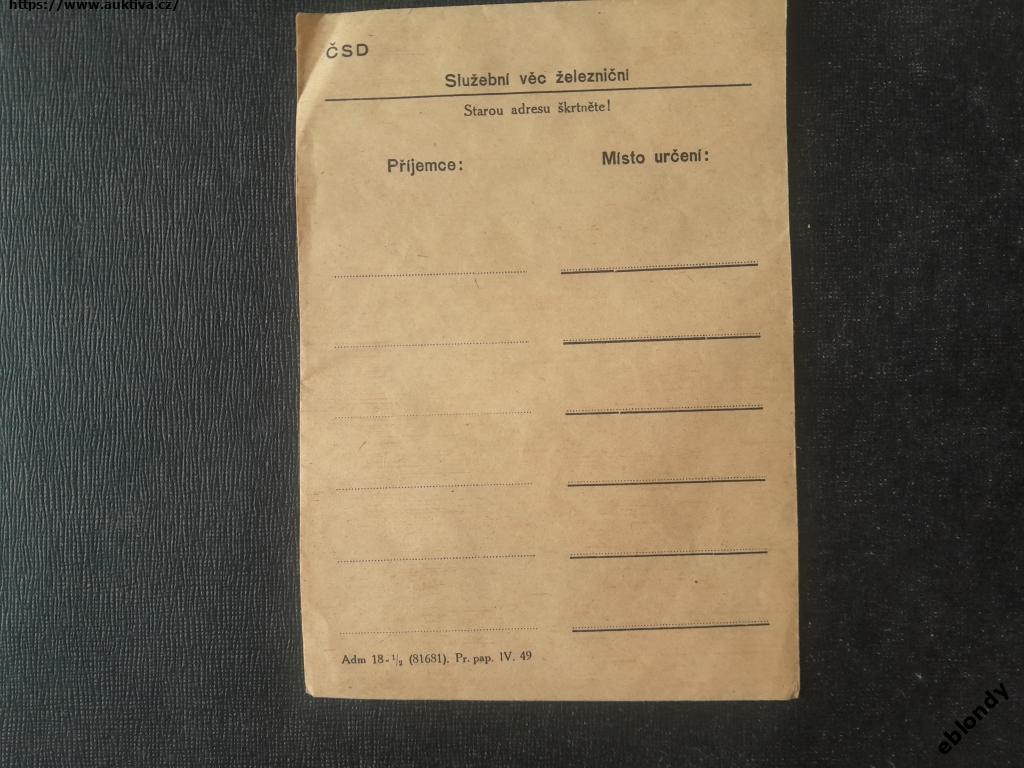 https://www.auktiva.cz/
ČSD
Služební věc železniční
Starou adresu škrtněte!
Příjemce:
Místo určení:
Adm 18-½ (81681). Pr. pap. IV. 49
eblondy